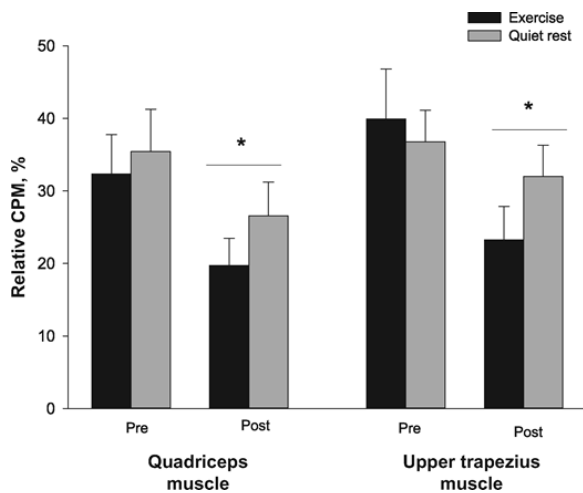 Exercise
Quiet rest
Relative CPM, %
50
40
30
20
10
0
*
*
Pre
Post
Pre
Post
Quadriceps
muscle
Upper trapezius
muscle